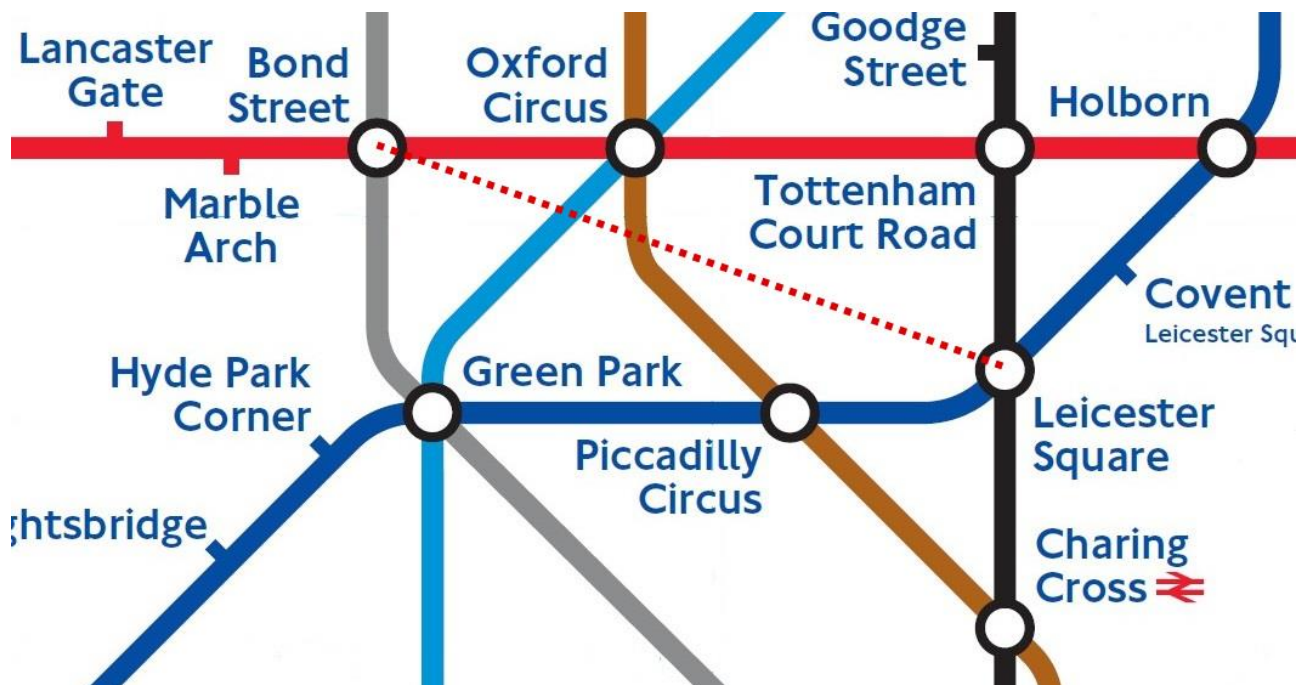 Lancaster
Gate
Bond
Street
Oxford
Circus
Goodge
Street
Holborn
Marble
Arch
Tottenham
Court Road
Covent
Leicester
Hyde Park
Corner
Green Park
Piccadilly
Circus
Leicester
Square
Charing
Cross